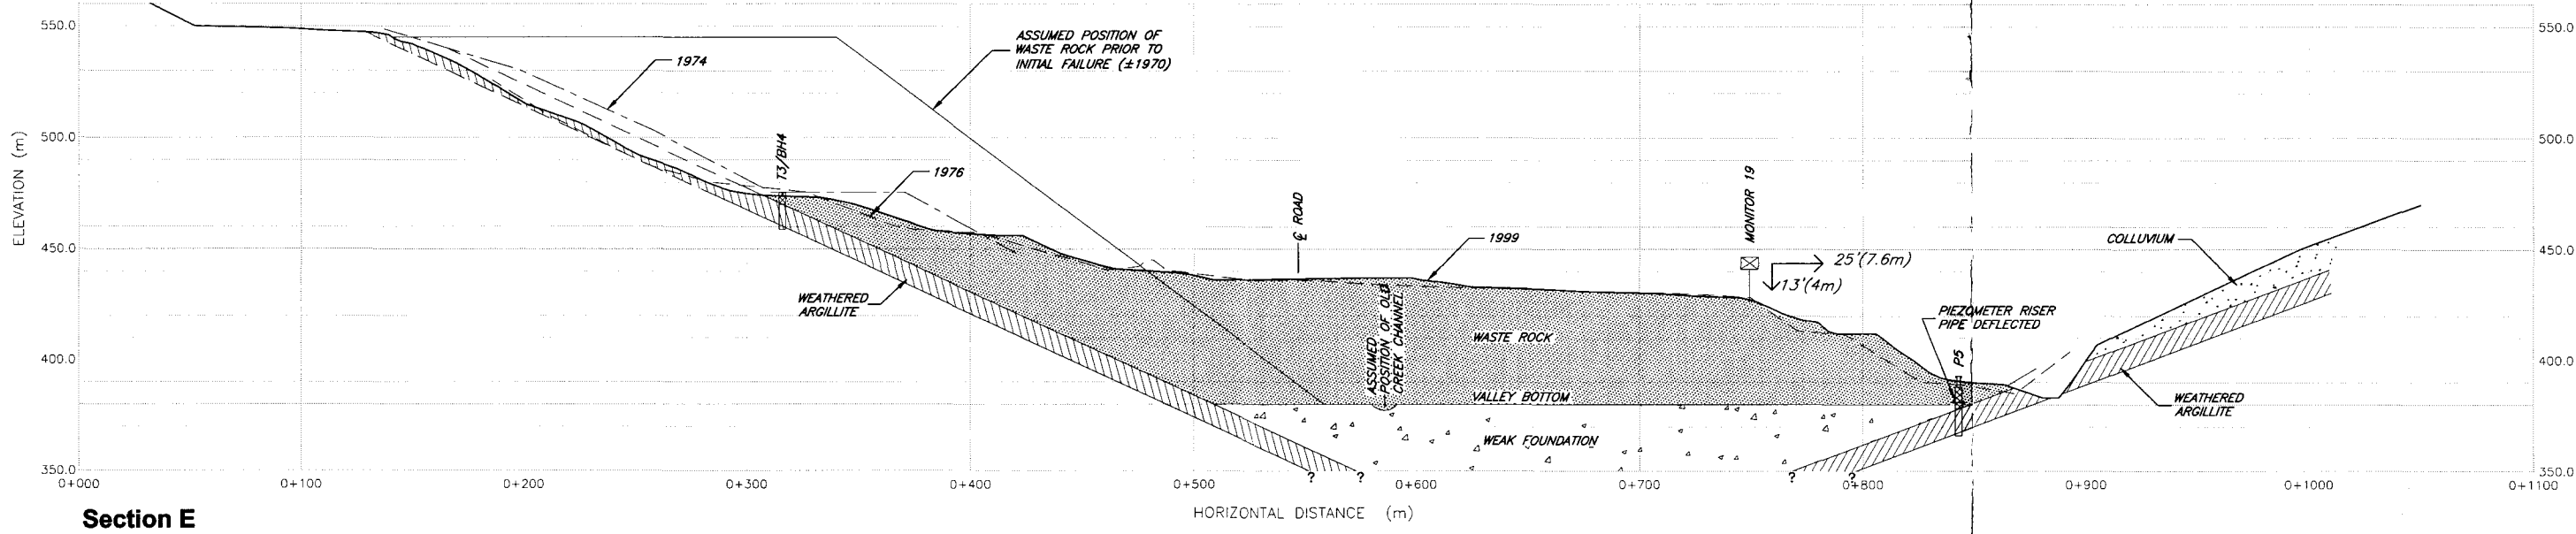 550.0
500.0
450.0
400.0
350.0
ELEVATION (m)
550.0
500.0
450.0
400.0
350.0
1974
ASSUMED POSITION OF
WASTE ROCK PRIOR TO
INITIAL FAILURE (±1970)
T3/BH4
1976
℄ ROAD
1999
MONITOR 19
25'(7.6m)
13'(4m)
COLLUVIUM
WEATHERED
ARGILLITE
ASSUMED
POSITION OF OLD
CREEK CHANNEL
WASTE ROCK
PIEZOMETER RISER
PIPE DEFLECTED
P5
VALLEY BOTTOM
WEATHERED
ARGILLITE
WEAK FOUNDATION
? ? ? ?
0+000 0+100 0+200 0+300 0+400 0+500 0+600 0+700 0+800 0+900 0+1000 0+1100
HORIZONTAL DISTANCE (m)
Section E